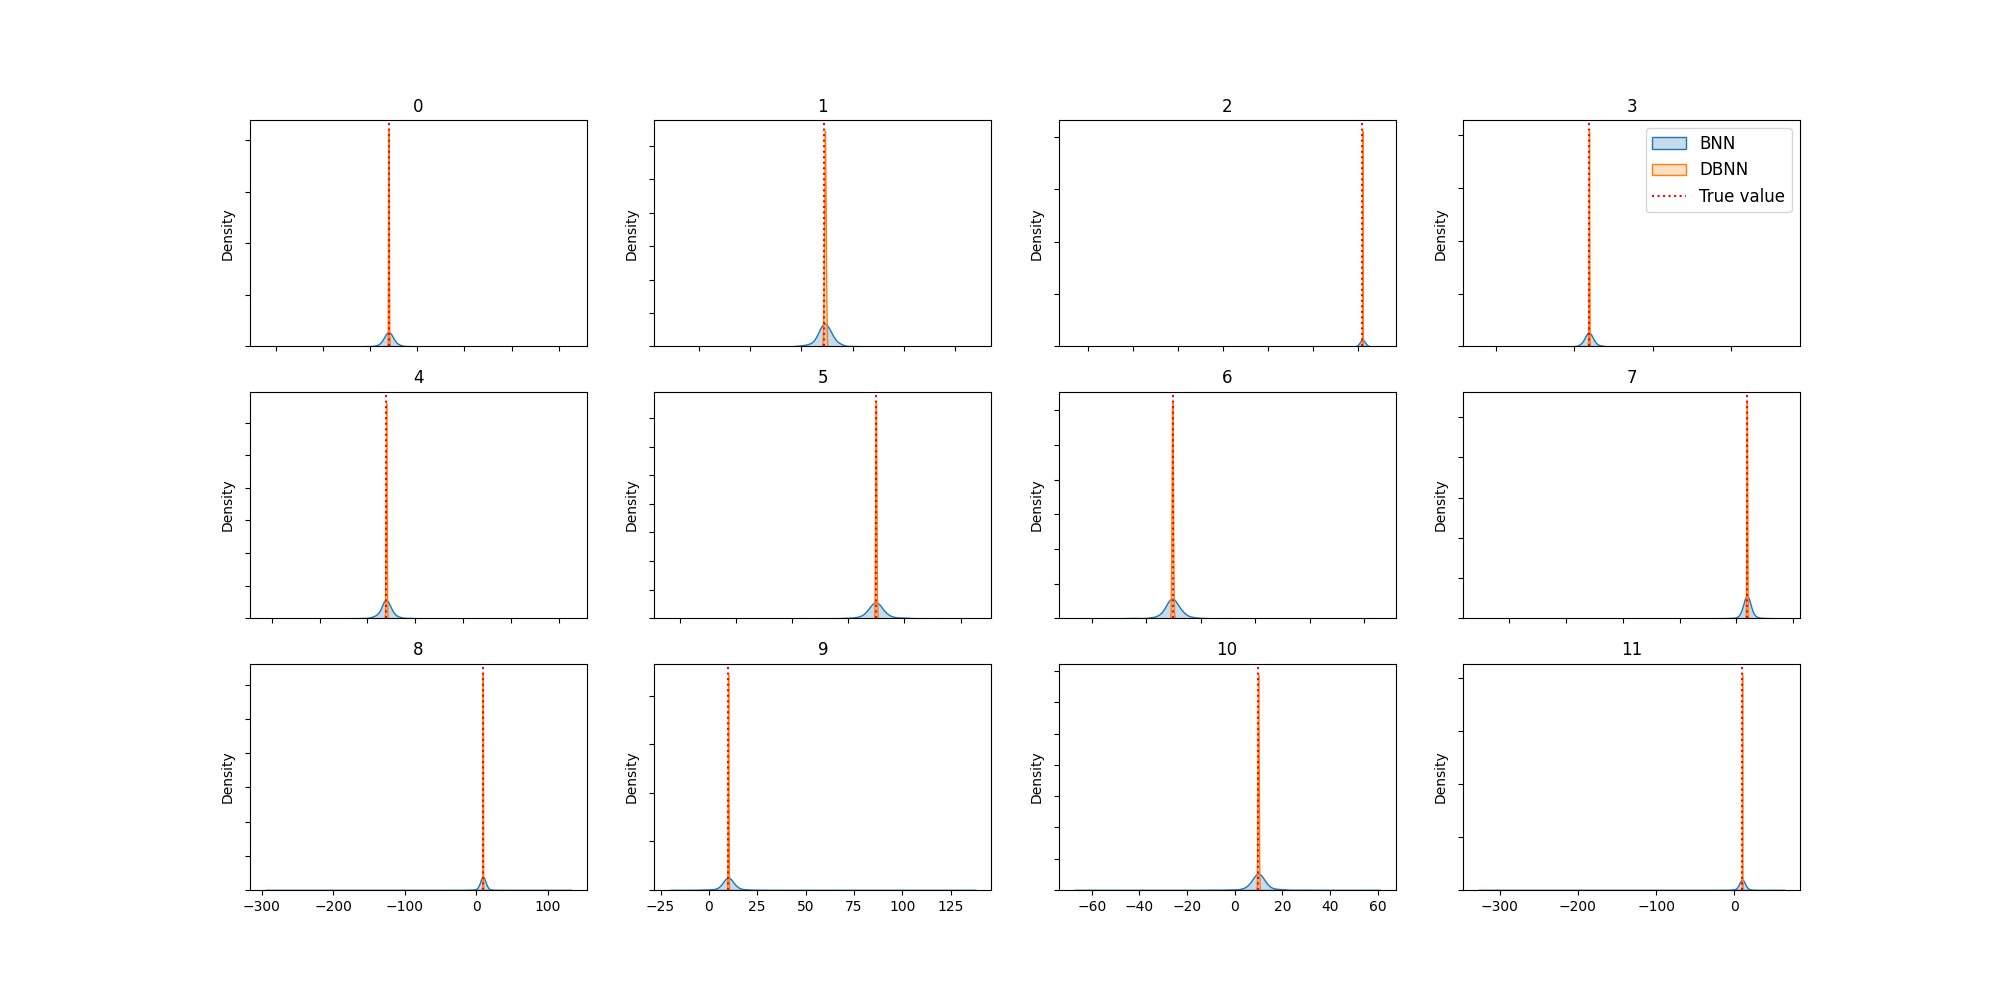 0 1 2 3
Density Density Density Density
BNN
DBNN
True value
4 5 6 7
Density Density Density Density
8 9 10 11
Density Density Density Density
−300 −200 −100 0 100 −25 0 25 50 75 100 125 −60 −40 −20 0 20 40 60 −300 −200 −100 0